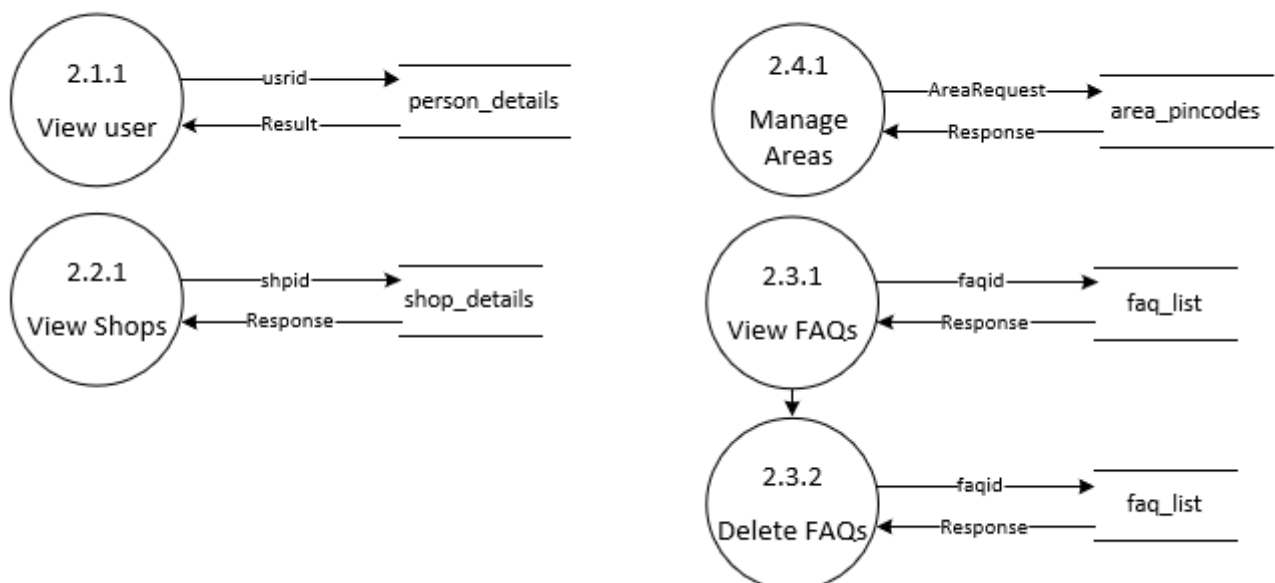 2.1.1
View user
usrid
Result
person_details
2.2.1
View Shops
shpid
Response
shop_details
2.4.1
Manage
Areas
AreaRequest
Response
area_pincodes
2.3.1
View FAQs
faqid
Response
faq_list
2.3.2
Delete FAQs
faqid
Response
faq_list